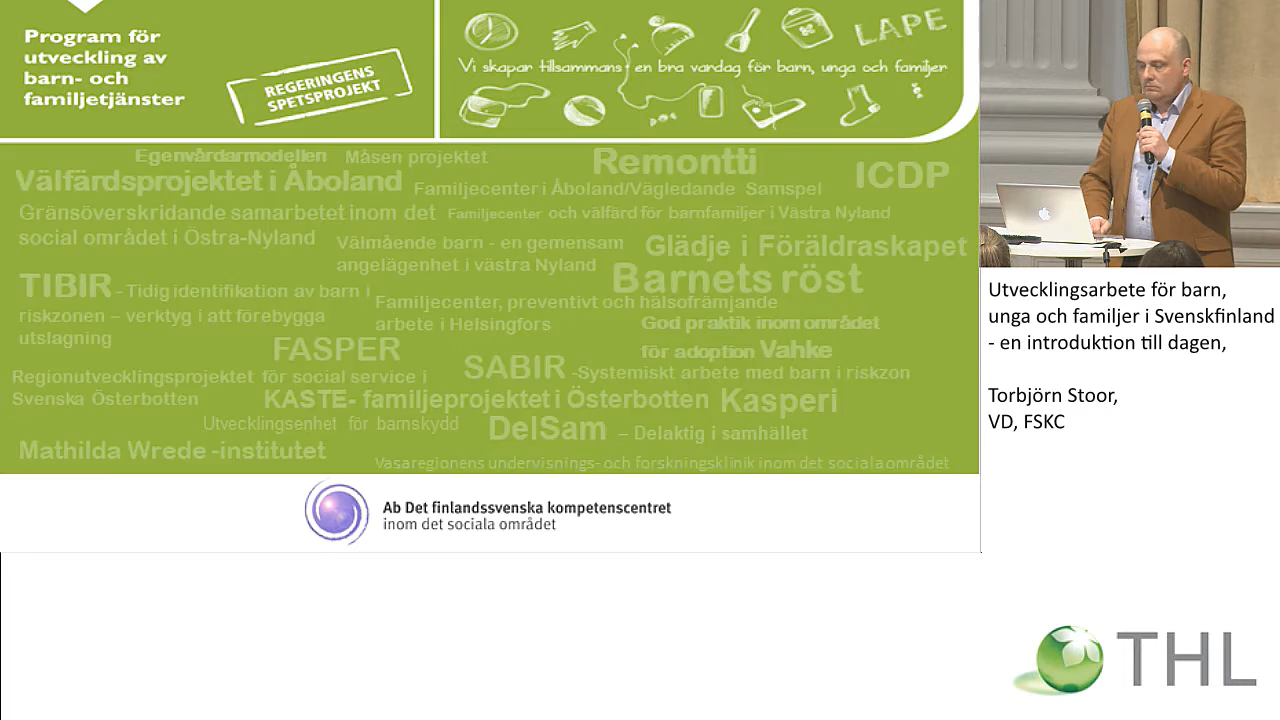 Program för
utveckling av
barn- och
familjetjänster
REGERINGENS
SPETSPROJEKT
LAPE
Vi skapar tillsammans en bra vardag för barn, unga och familjer
Egenvårdarmodellen
Måsen projektet
Remontti
ICDP
Välfärdsprojektet i Åboland
Familjecenter i Åboland/Vägledande Samspel
Gränsöverskridande samarbetet inom det
social området i Östra-Nyland
Familjecenter och välfärd för barnfamiljer i Västra Nyland
Välmående barn - en gemensam
angelägenhet i västra Nyland
Glädje i Föräldraskapet
Barnets röst
TIBIR - Tidig identifikation av barn i
riskzonen – verktyg i att förebygga
utslagning
Familjecenter, preventivt och hälsofrämjande
arbete i Helsingfors
God praktik inom området
för adoption Vahke
FASPER
SABIR -Systemiskt arbete med barn i riskzon
Regionutvecklingsprojektet för social service i
Svenska Österbotten
KASTE- familjeprojektet i Österbotten
Kasperi
Utvecklingsenhet för barnskydd
DelSam – Delaktig i samhället
Mathilda Wrede -institutet
Vasaregionens undervisnings- och forskningsklinik inom det sociala området
Ab Det finlandssvenska kompetenscentret
inom det sociala området
Utvecklingsarbete för barn,
unga och familjer i Svenskfinland
- en introduktion till dagen,
Torbjörn Stoor,
VD, FSKC
THL